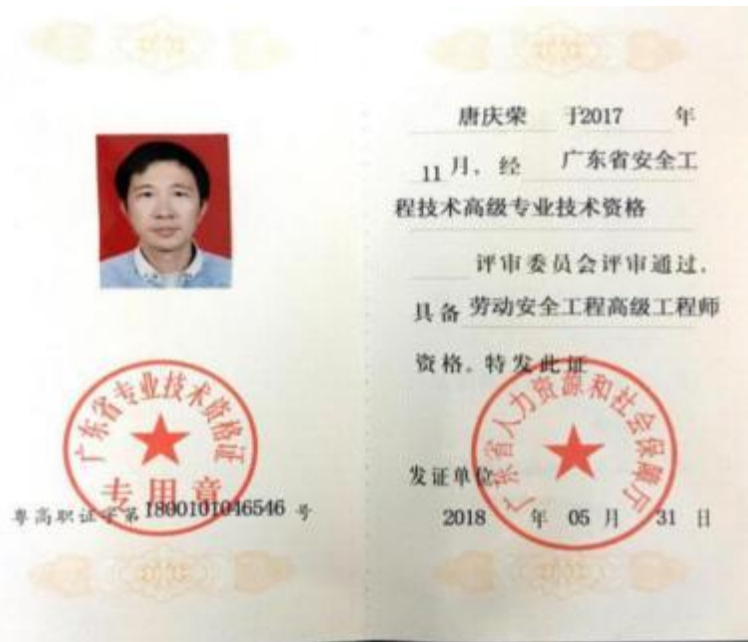 广东省专业技术资格证
专用章
粤高职证字第1800101046546号
唐庆荣 于2017 年
11月，经 广东省安全工
程技术高级专业技术资格
评审委员会评审通过，
具备 劳动安全工程高级工程师
资格。特发此证
广东省人力资源和社会保障厅
发证单位
2018 年 05 月 31 日